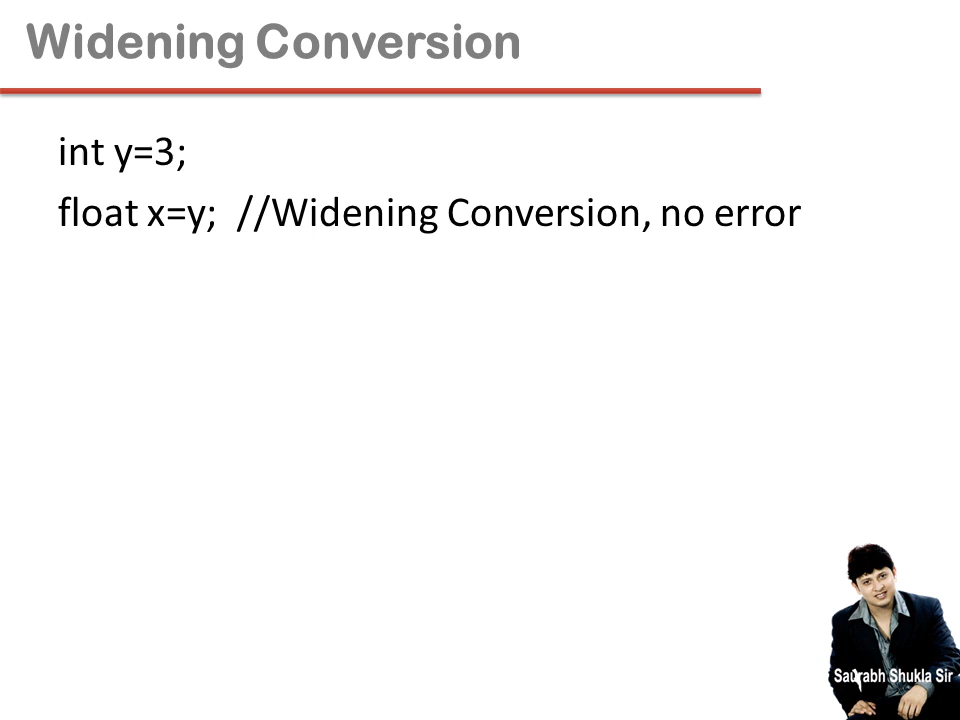 Widening Conversion
int y=3;
float x=y;  //Widening Conversion, no error
Saurabh Shukla Sir